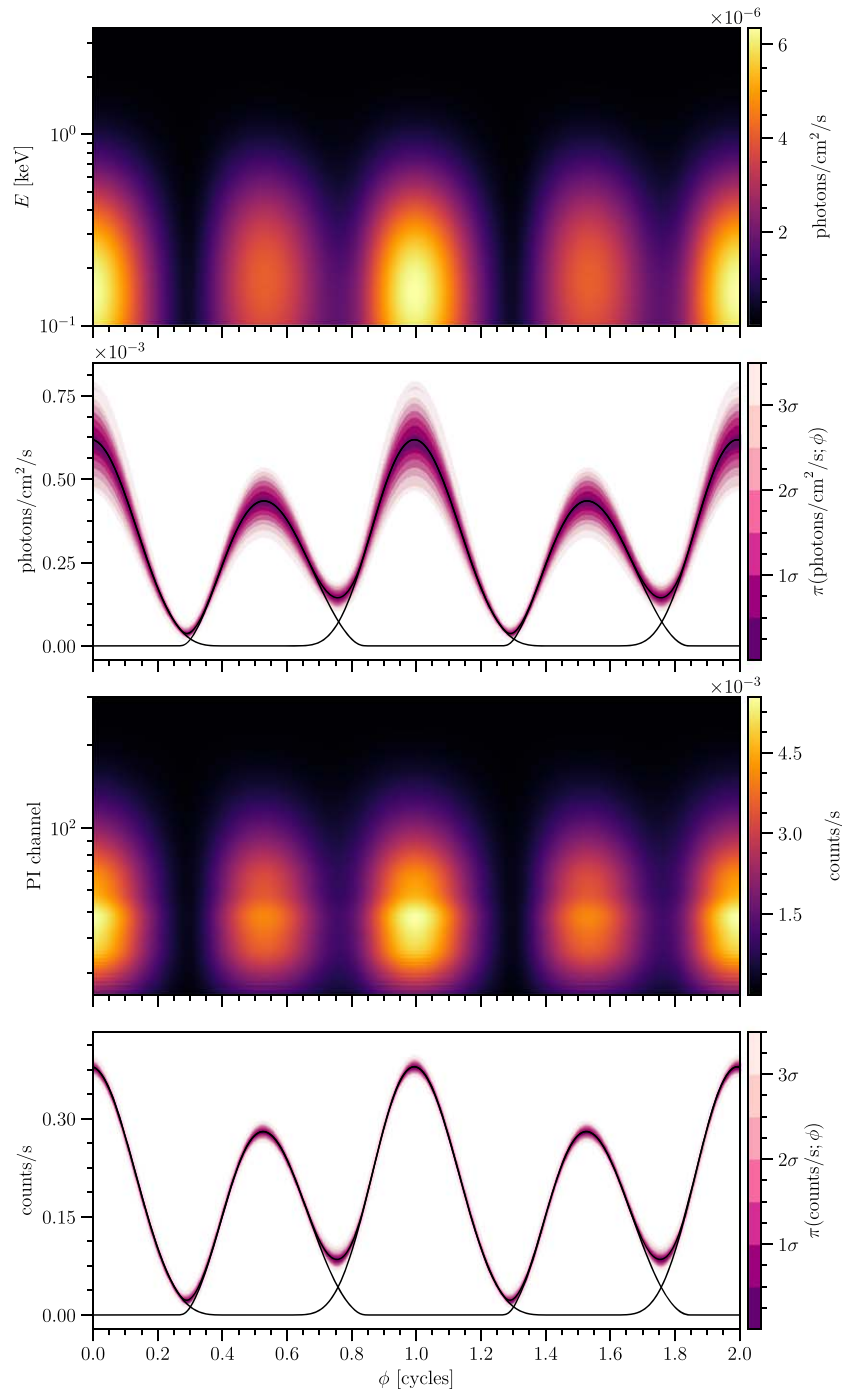 ×10⁻⁶
E [keV]
10⁰
10⁻¹
6
4
2
photons/cm²/s
×10⁻³
photons/cm²/s
0.75
0.50
0.25
0.00
3σ
2σ
1σ
π(photons/cm²/s; ϕ)
×10⁻³
PI channel
10²
4.5
3.0
1.5
counts/s
counts/s
0.30
0.15
0.00
3σ
2σ
1σ
π(counts/s; ϕ)
0.0 0.2 0.4 0.6 0.8 1.0 1.2 1.4 1.6 1.8 2.0
ϕ [cycles]